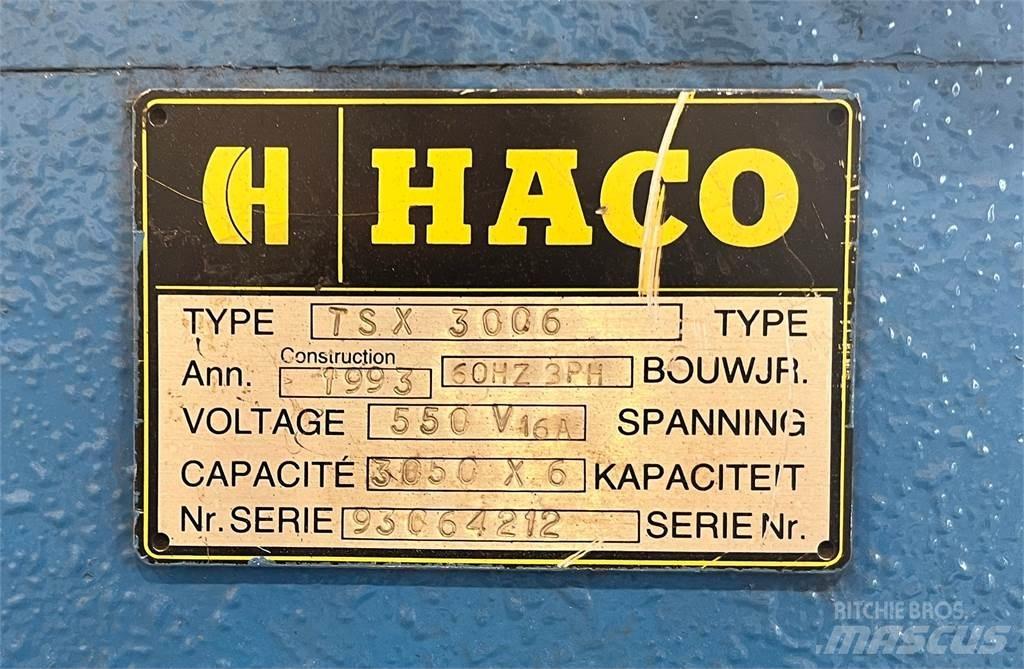 H HACO
TYPE TSX 3006 TYPE
Construction
Ann. 1993 60HZ 3PH BOUWJR.
VOLTAGE 550 V 16A SPANNING
CAPACITÉ 3050 X 6 KAPACITEIT
Nr. SERIE 93064212 SERIE Nr.
RITCHIE BROS.
MASCUS